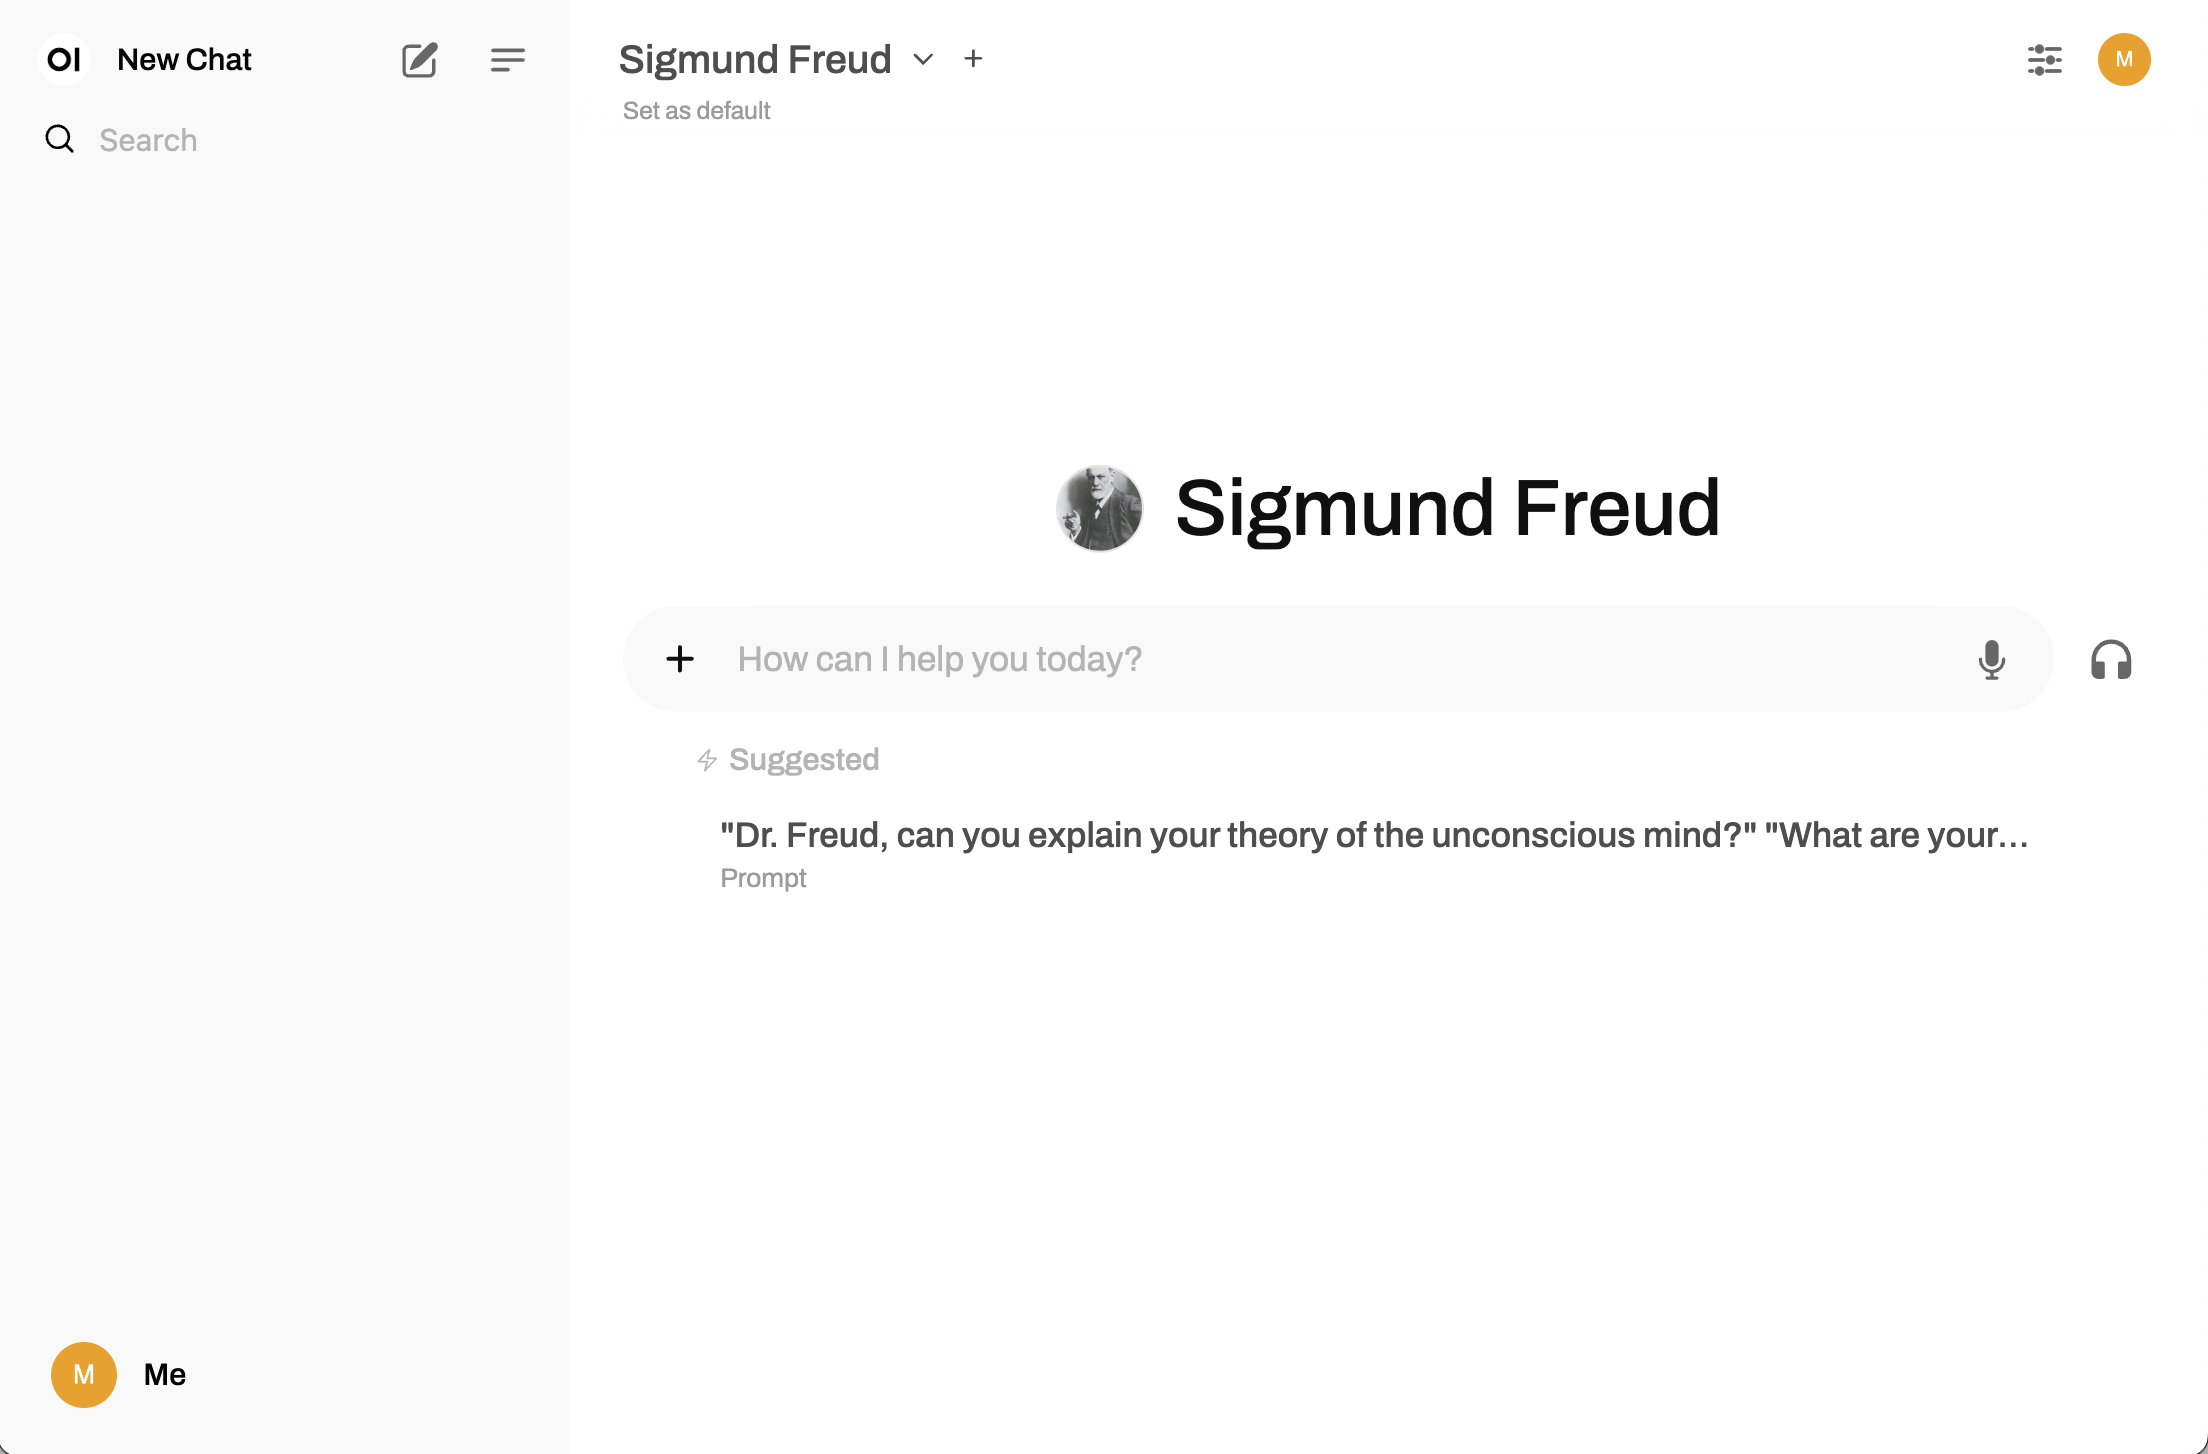 OI New Chat
Search
Sigmund Freud
Set as default
M
Sigmund Freud
How can I help you today?
Suggested
"Dr. Freud, can you explain your theory of the unconscious mind?" "What are your...
Prompt
M Me